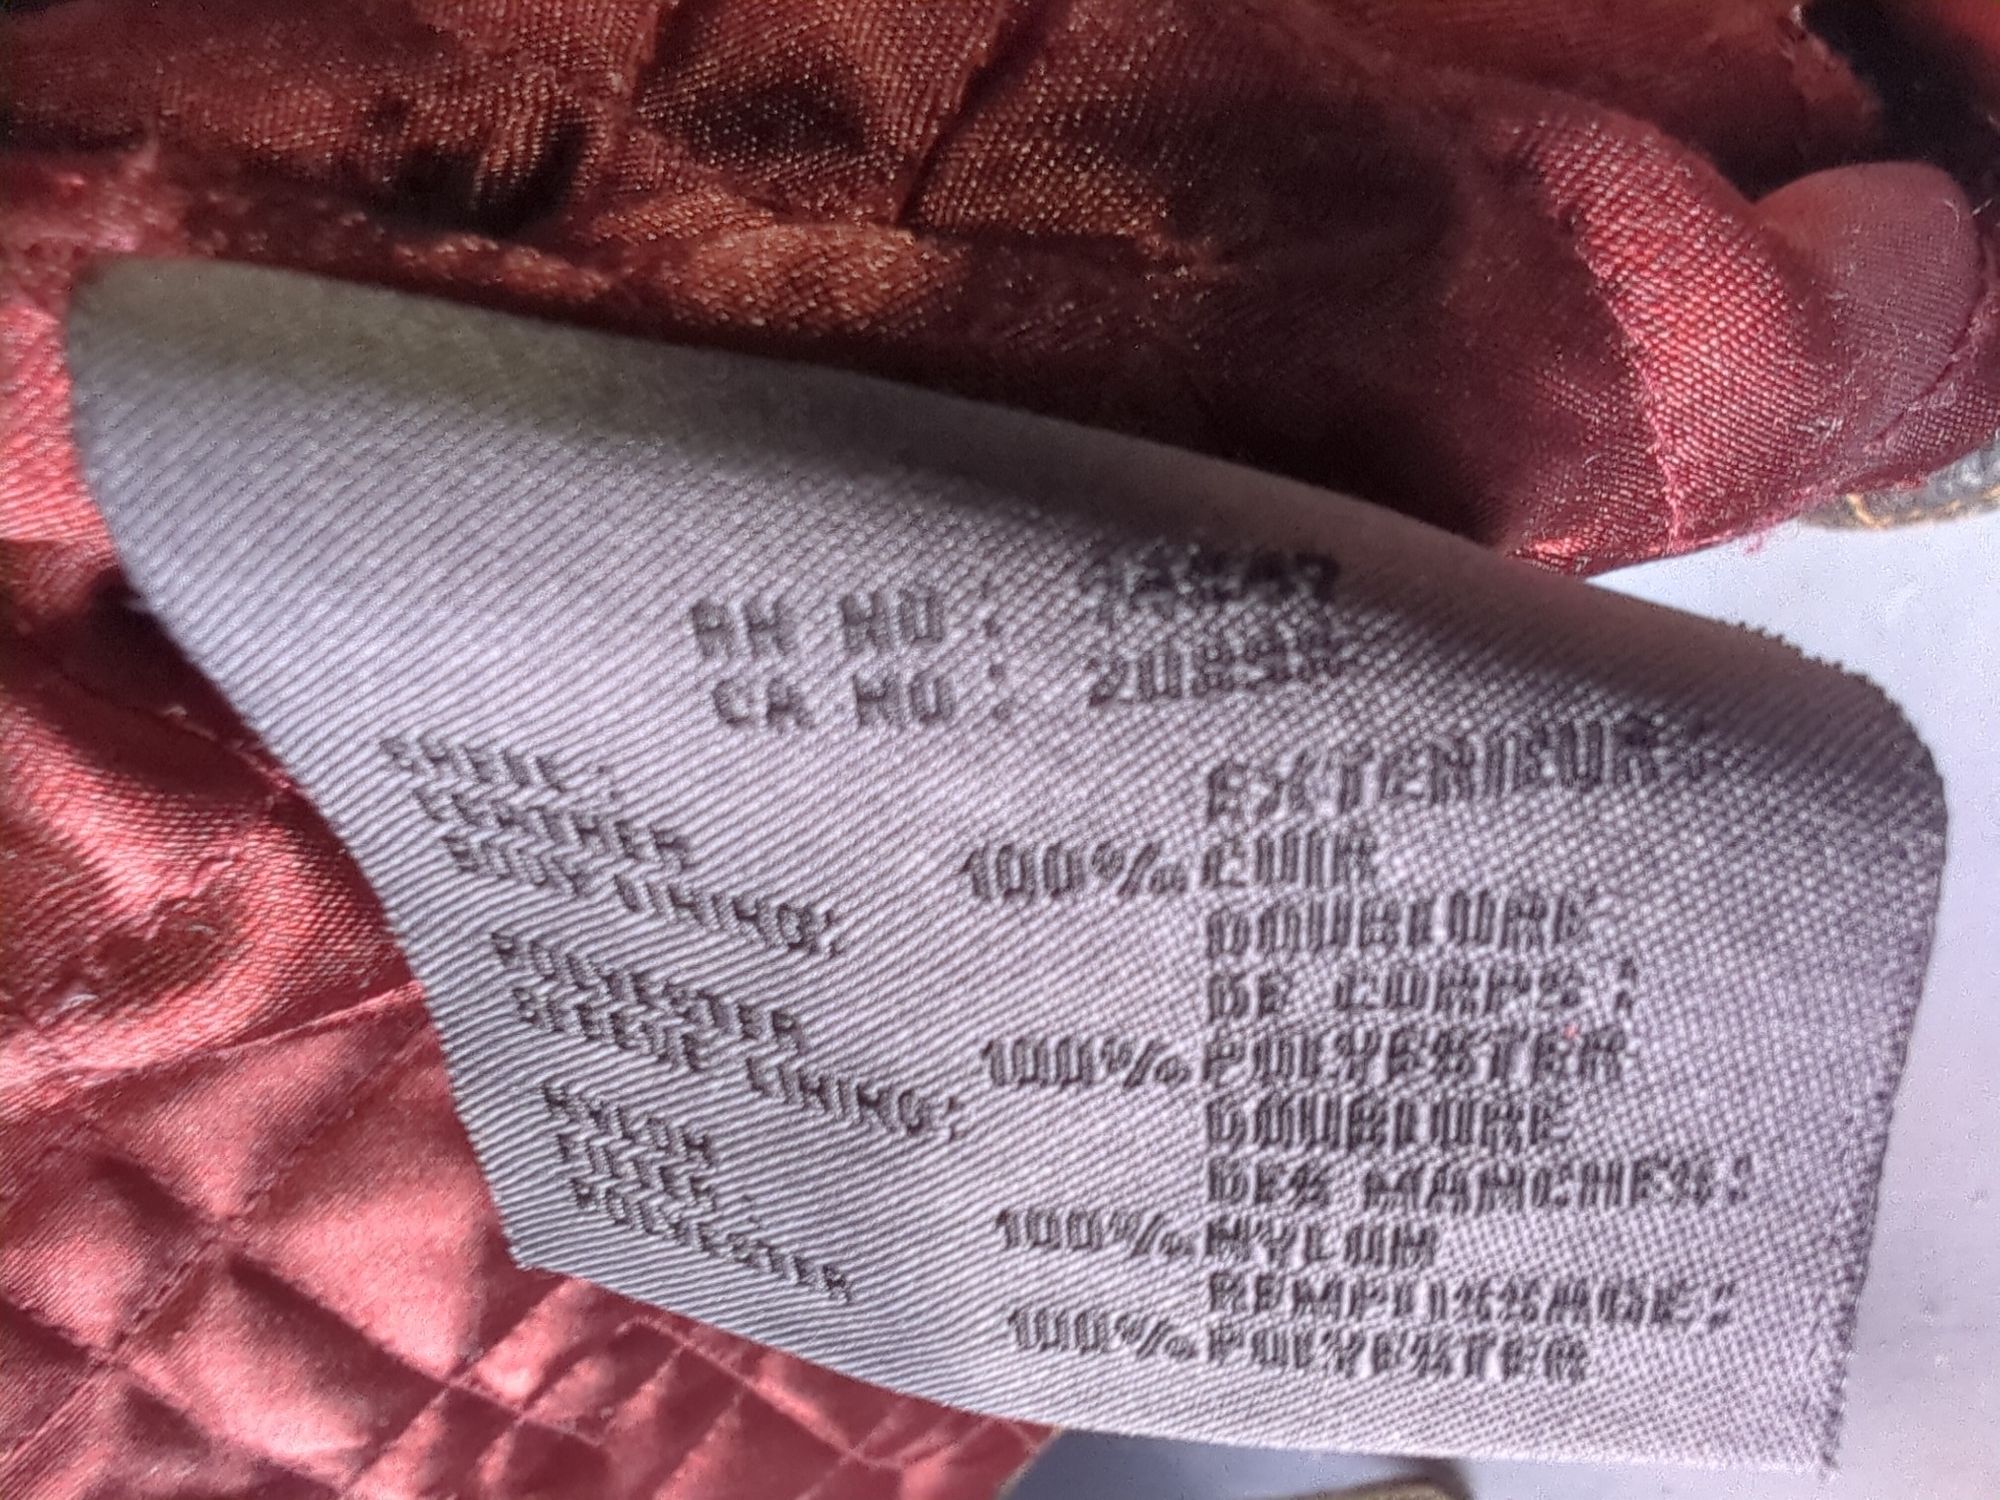 RN NO :
CA NO :
SHELL : EXTERIEUR:
LEATHER 100% CUIR
BODY LINING: DOUBLURE
DE CORPS :
POLYESTER 100% POLYESTER
SLEEVE LINING: DOUBLURE
DES MANCHES:
NYLON 100% NYLON
FILLER : REMPLISSAGE:
POLYESTER 100% POLYESTER